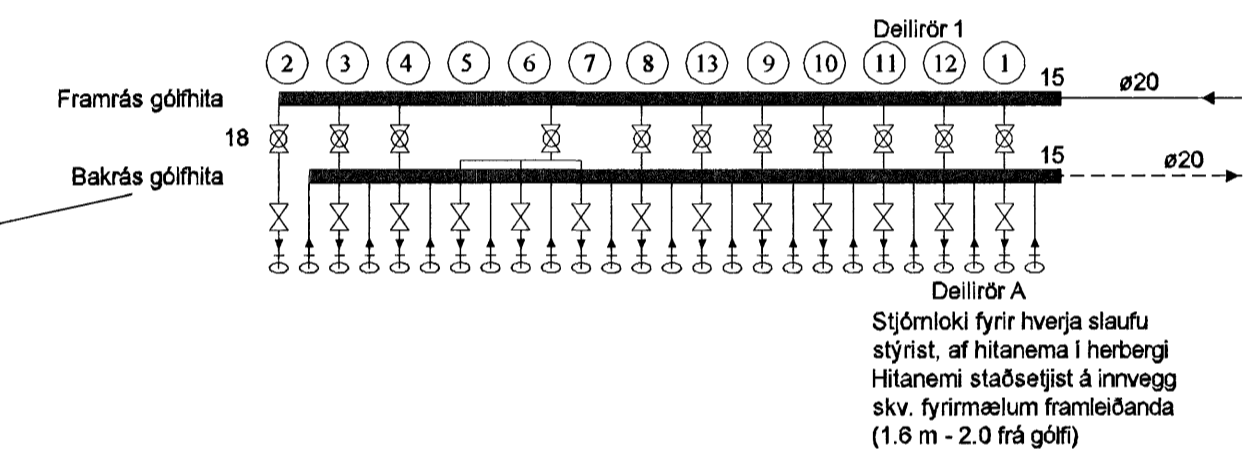 Deilirör 1
2 3 4 5 6 7 8 13 9 10 11 12 1
15 ø20
Framrás gólfhita
18
15 ø20
Bakrás gólfhita
Deilirör A
Stjórnloki fyrir hverja slaufu
stýrist, af hitanema í herbergi
Hitanemi staðsetjist á innvegg
skv. fyrirmælum framleiðanda
(1.6 m - 2.0 frá gólfi)